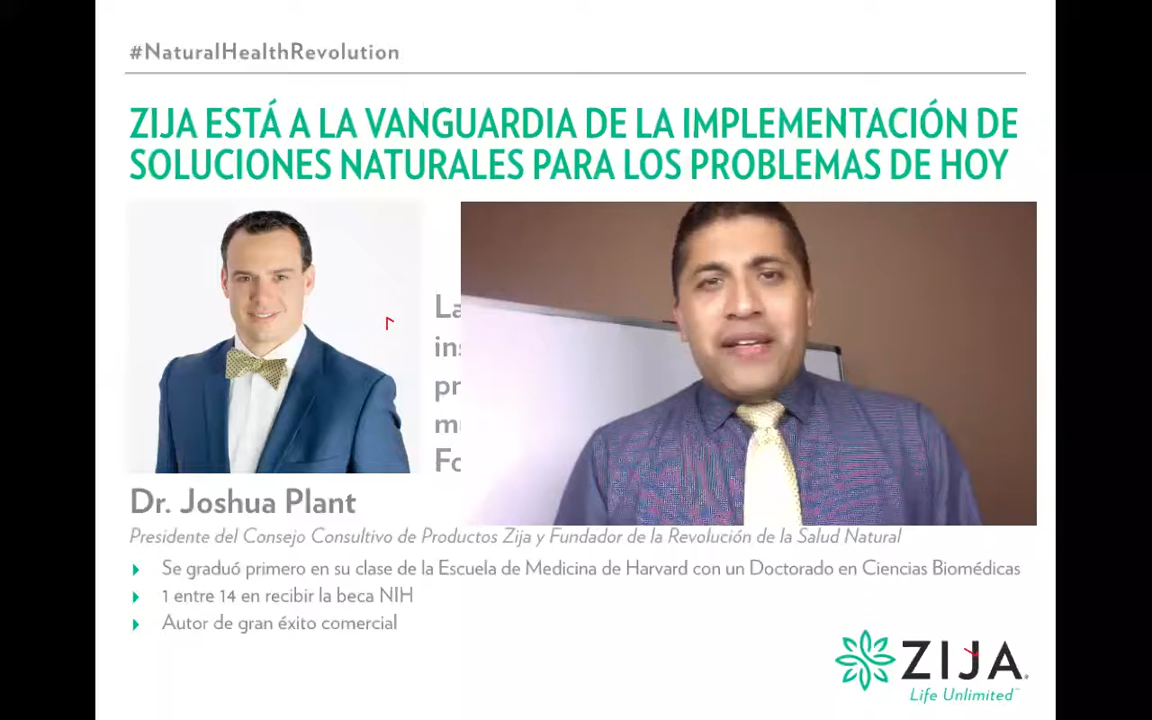 #NaturalHealthRevolution
ZIJA ESTÁ A LA VANGUARDIA DE LA IMPLEMENTACIÓN DE
SOLUCIONES NATURALES PARA LOS PROBLEMAS DE HOY
La
Dr. Joshua Plant
Presidente del Consejo Consultivo de Productos Zija y Fundador de la Revolución de la Salud Natural
Se graduó primero en su clase de la Escuela de Medicina de Harvard con un Doctorado en Ciencias Biomédicas
1 entre 14 en recibir la beca NIH
Autor de gran éxito comercial
ZIJA
Life Unlimited™